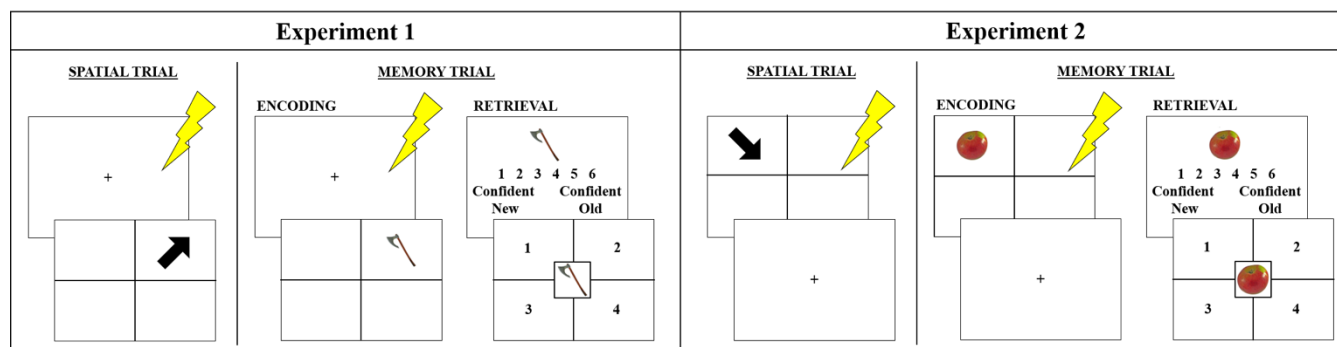 Experiment 1
SPATIAL TRIAL
MEMORY TRIAL
ENCODING
RETRIEVAL
+
+
1 2 3 4 5 6
Confident Confident
New Old
1 2
3 4
Experiment 2
SPATIAL TRIAL
MEMORY TRIAL
ENCODING
RETRIEVAL
1 2 3 4 5 6
Confident Confident
New Old
+
+
1 2
3 4